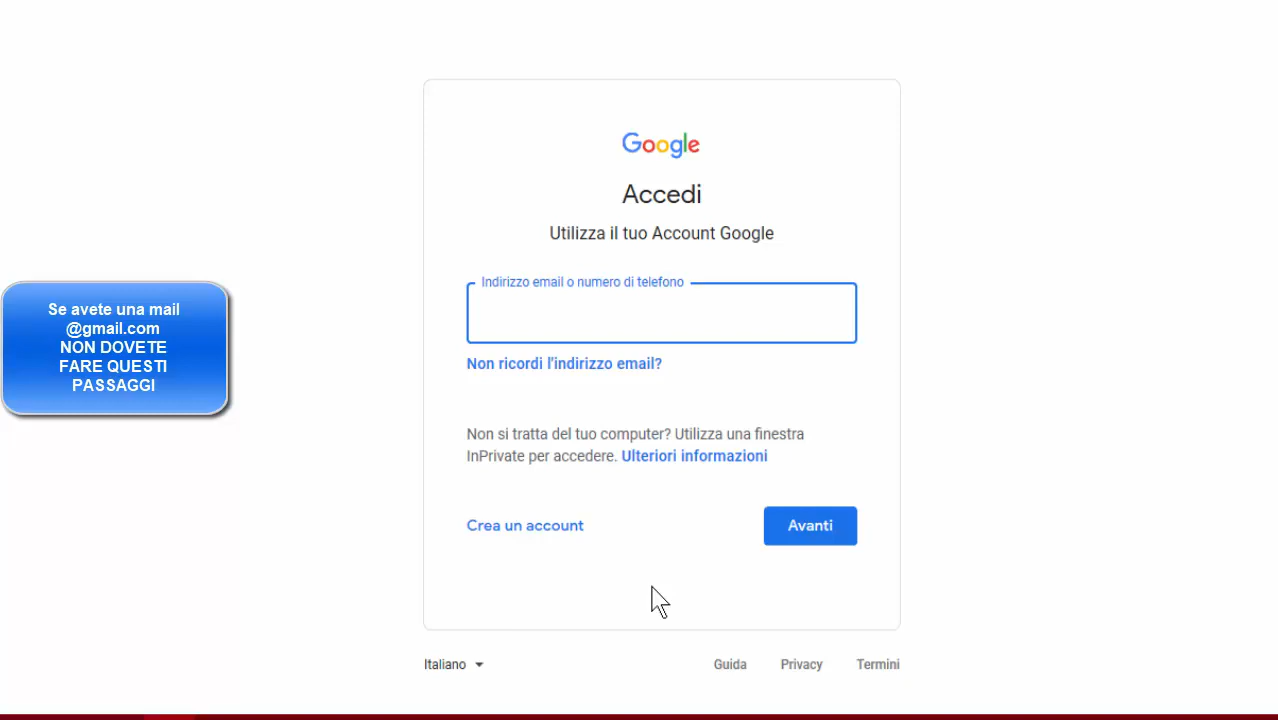 Google
Accedi
Utilizza il tuo Account Google
Indirizzo email o numero di telefono
Non ricordi l'indirizzo email?
Non si tratta del tuo computer? Utilizza una finestra
InPrivate per accedere. Ulteriori informazioni
Crea un account
Avanti
Italiano
Guida
Privacy
Termini
Se avete una mail
@gmail.com
NON DOVETE
FARE QUESTI
PASSAGGI